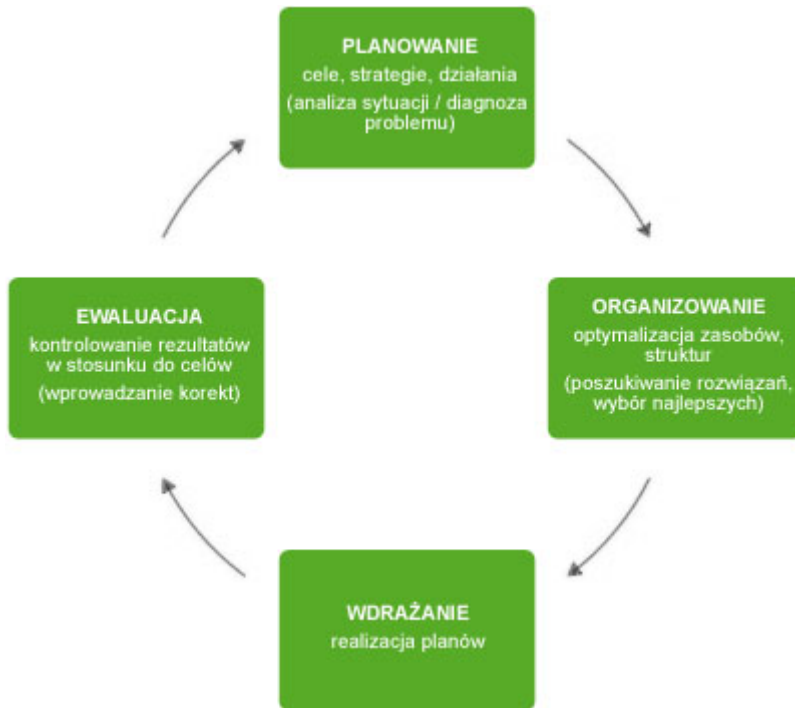 PLANOWANIE
cele, strategie, działania
(analiza sytuacji / diagnoza
problemu)
ORGANIZOWANIE
optymalizacja zasobów,
struktur
(poszukiwanie rozwiązań,
wybór najlepszych)
WDRAŻANIE
realizacja planów
EWALUACJA
kontrolowanie rezultatów
w stosunku do celów
(wprowadzanie korekt)